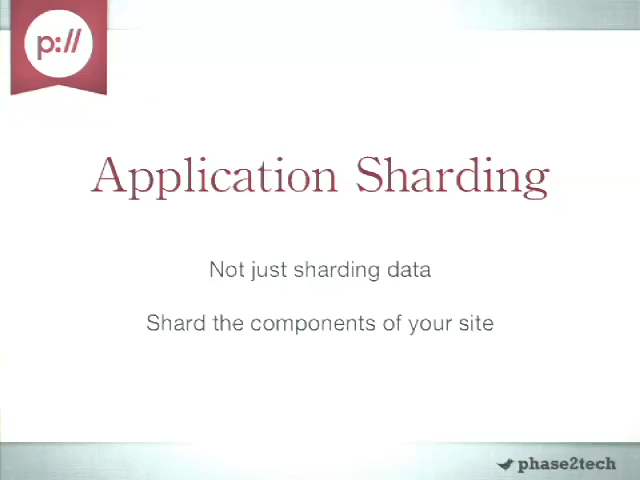 p://
Application Sharding
Not just sharding data
Shard the components of your site
phase2tech